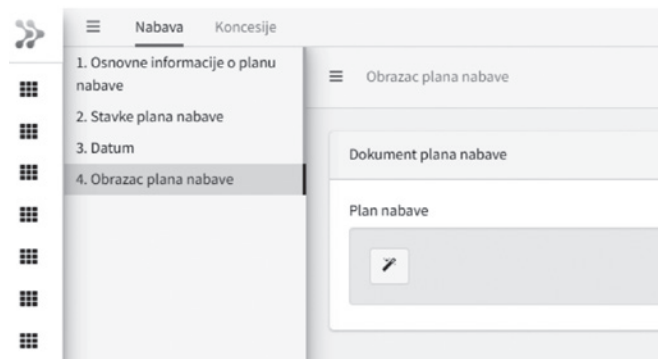 Nabava Koncesije
1. Osnovne informacije o planu
nabave
2. Stavke plana nabave
3. Datum
4. Obrazac plana nabave
Obrazac plana nabave
Dokument plana nabave
Plan nabave